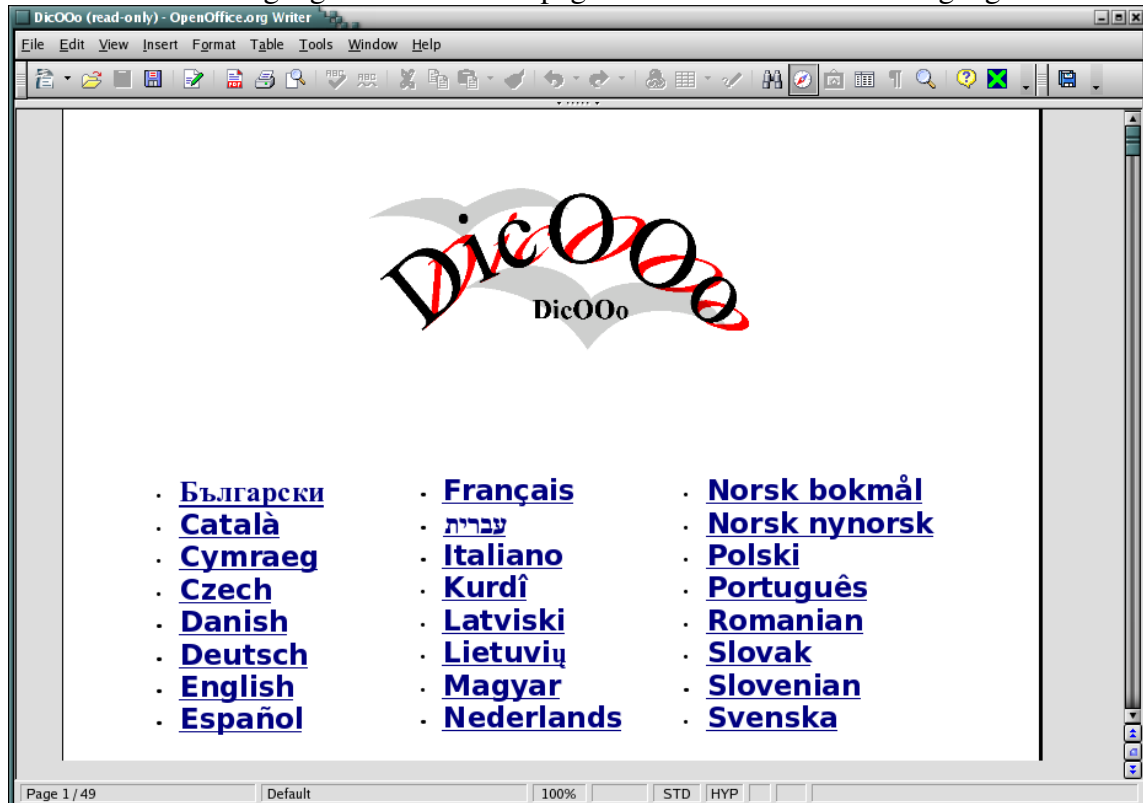 DicOOo (read-only) - OpenOffice.org Writer
File Edit View Insert Format Table Tools Window Help
DicOOo
DicOOo
Български
Català
Cymraeg
Czech
Danish
Deutsch
English
Español
Français
עברית
Italiano
Kurdî
Latviski
Lietuvių
Magyar
Nederlands
Norsk bokmål
Norsk nynorsk
Polski
Português
Romanian
Slovak
Slovenian
Svenska
Page 1 / 49 Default 100% STD HYP